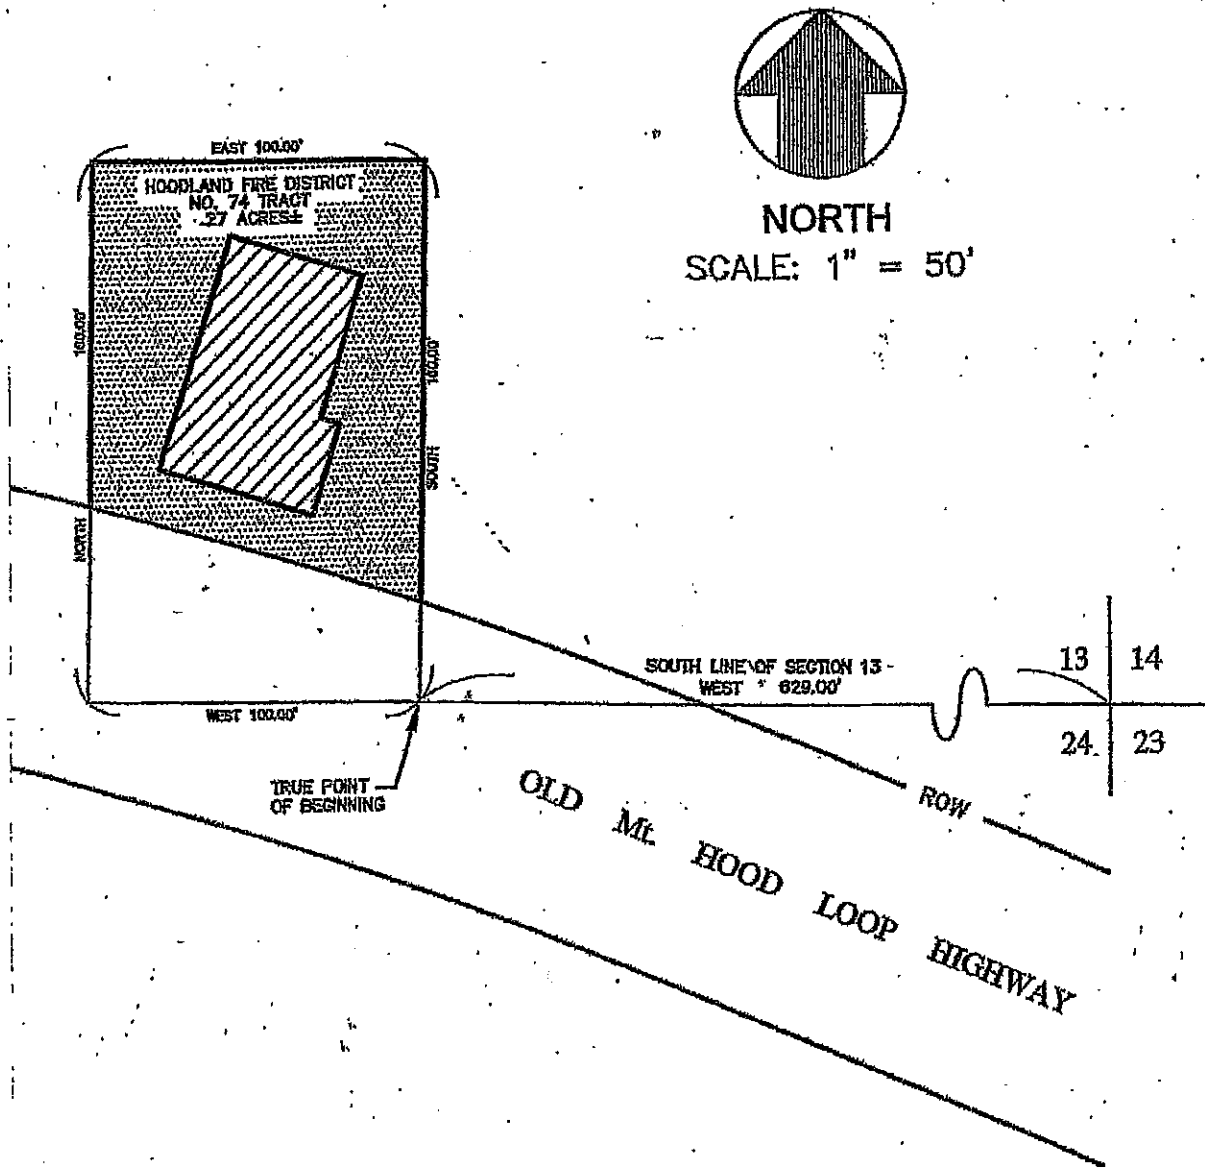 NORTH
SCALE: 1" = 50'
EAST 100.00'
HOODLAND FIRE DISTRICT
NO. 74 TRACT
.27 ACRES±
160.00'
NORTH
160.00'
SOUTH
SOUTH LINE OF SECTION 13
WEST 629.00'
13 14
24 23
WEST 100.00'
TRUE POINT
OF BEGINNING
ROW
OLD Mt. HOOD LOOP HIGHWAY